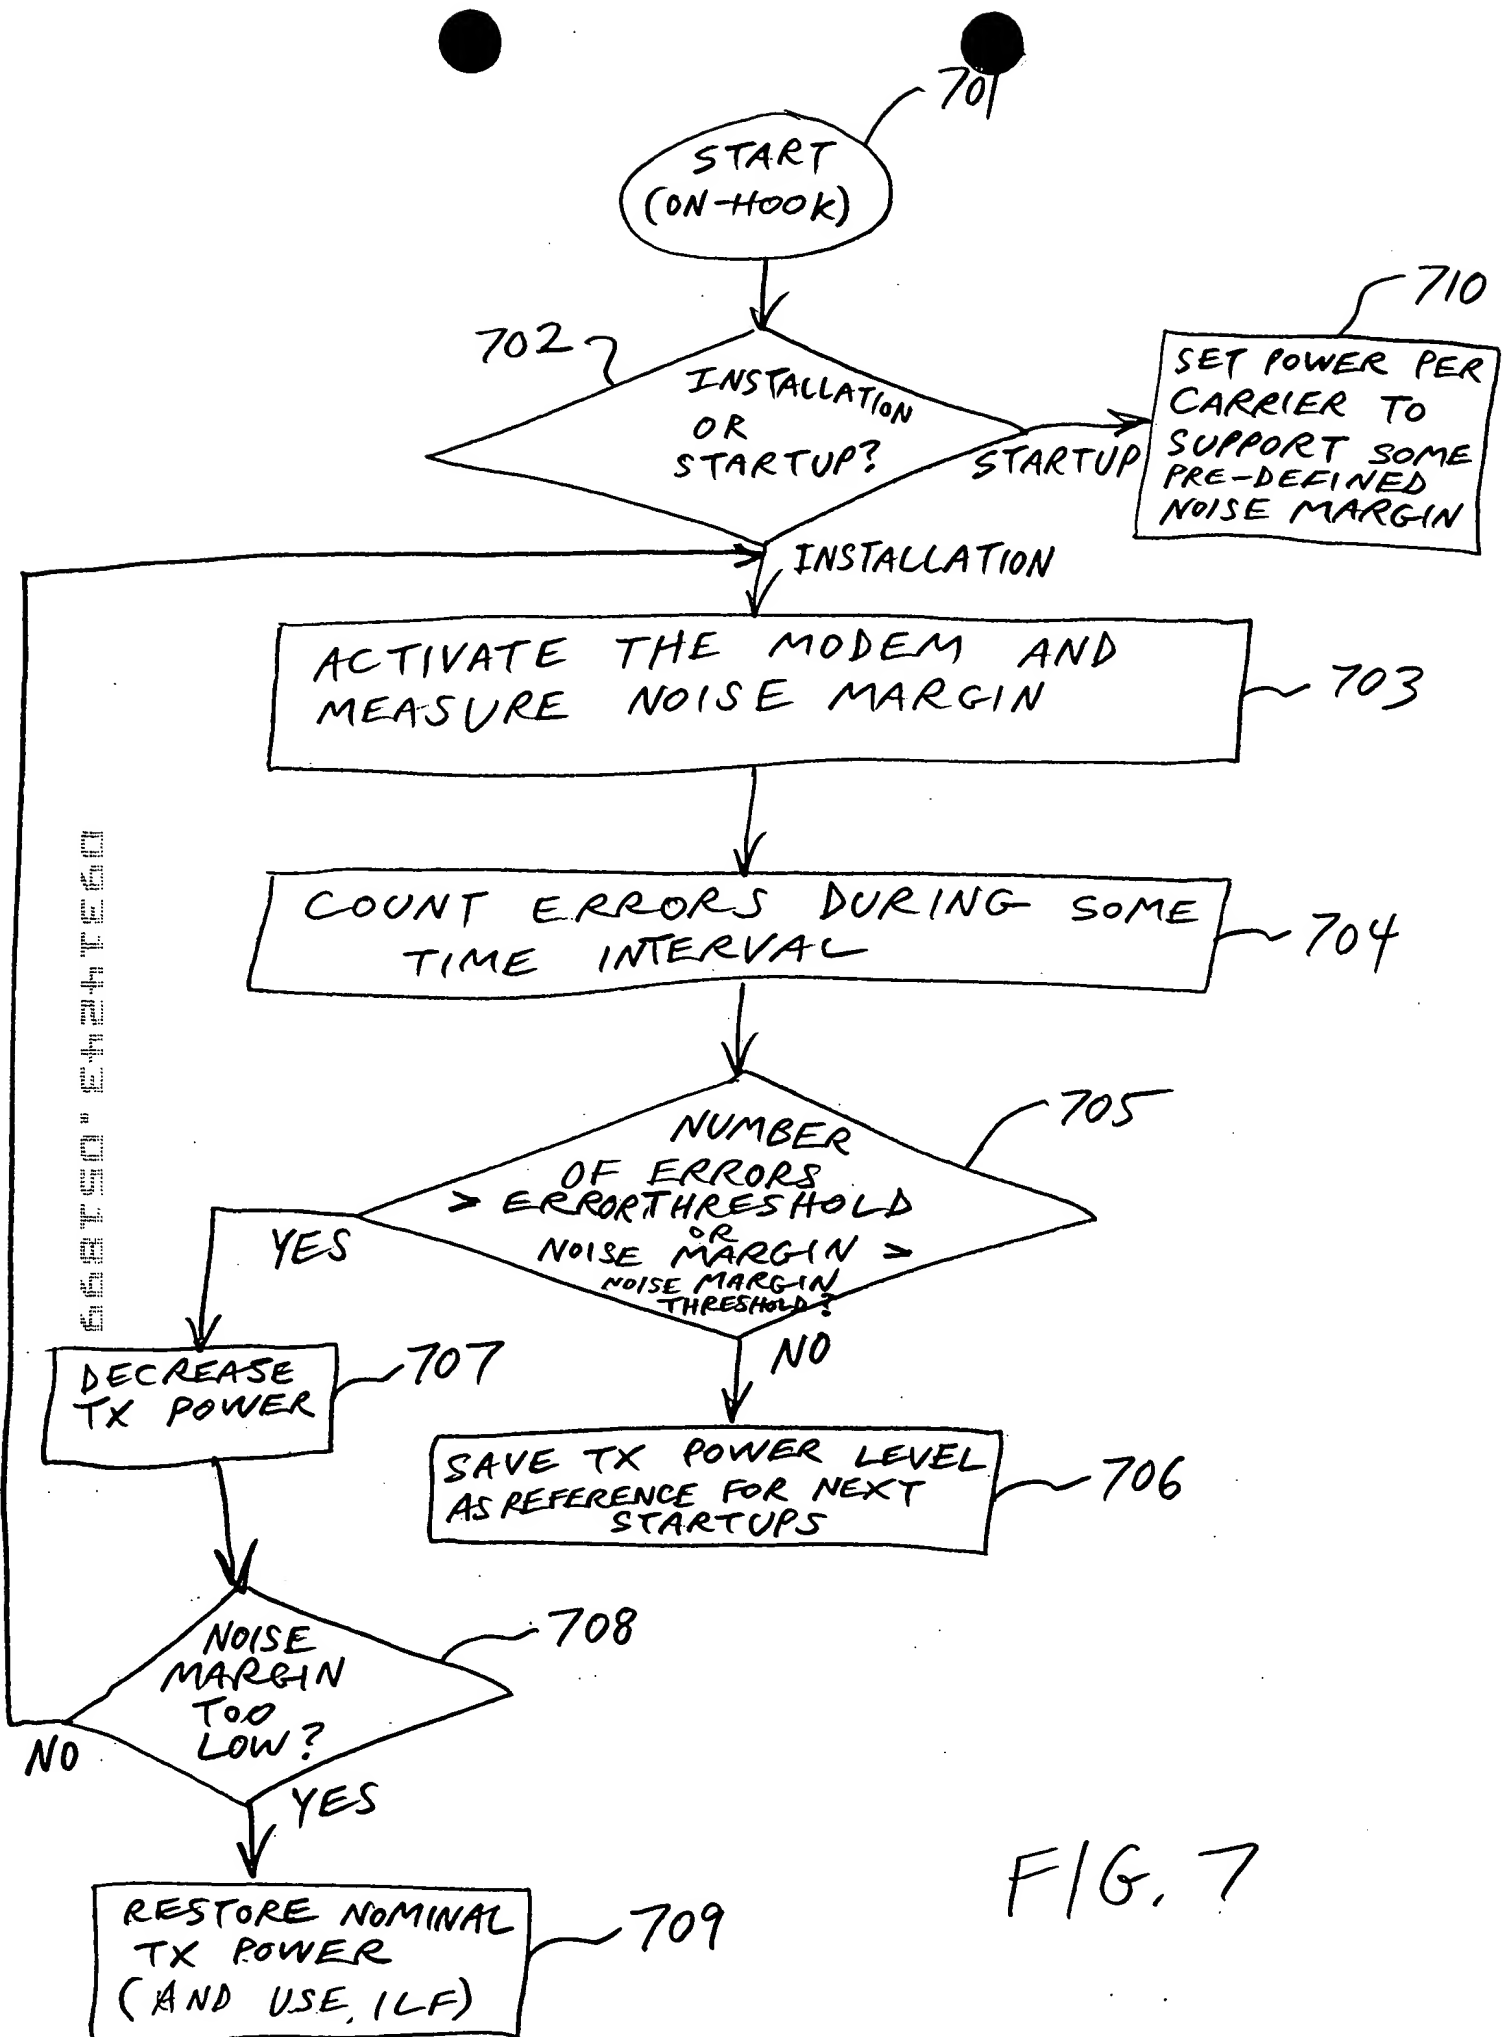 701
START
(ON-HOOK)
710
702
INSTALLATION
OR
STARTUP?
STARTUP
SET POWER PER
CARRIER TO
SUPPORT SOME
PRE-DEFINED
NOISE MARGIN
INSTALLATION
ACTIVATE THE MODEM AND
MEASURE NOISE MARGIN
703
COUNT ERRORS DURING SOME
TIME INTERVAL
704
705
NUMBER
OF ERRORS
> ERROR THRESHOLD
OR
NOISE MARGIN >
NOISE MARGIN
THRESHOLD?
YES
NO
DECREASE
TX POWER
707
SAVE TX POWER LEVEL
AS REFERENCE FOR NEXT
STARTUPS
706
NOISE
MARGIN
TOO
LOW?
708
NO
YES
RESTORE NOMINAL
TX POWER
(AND USE ILF)
709
FIG. 7